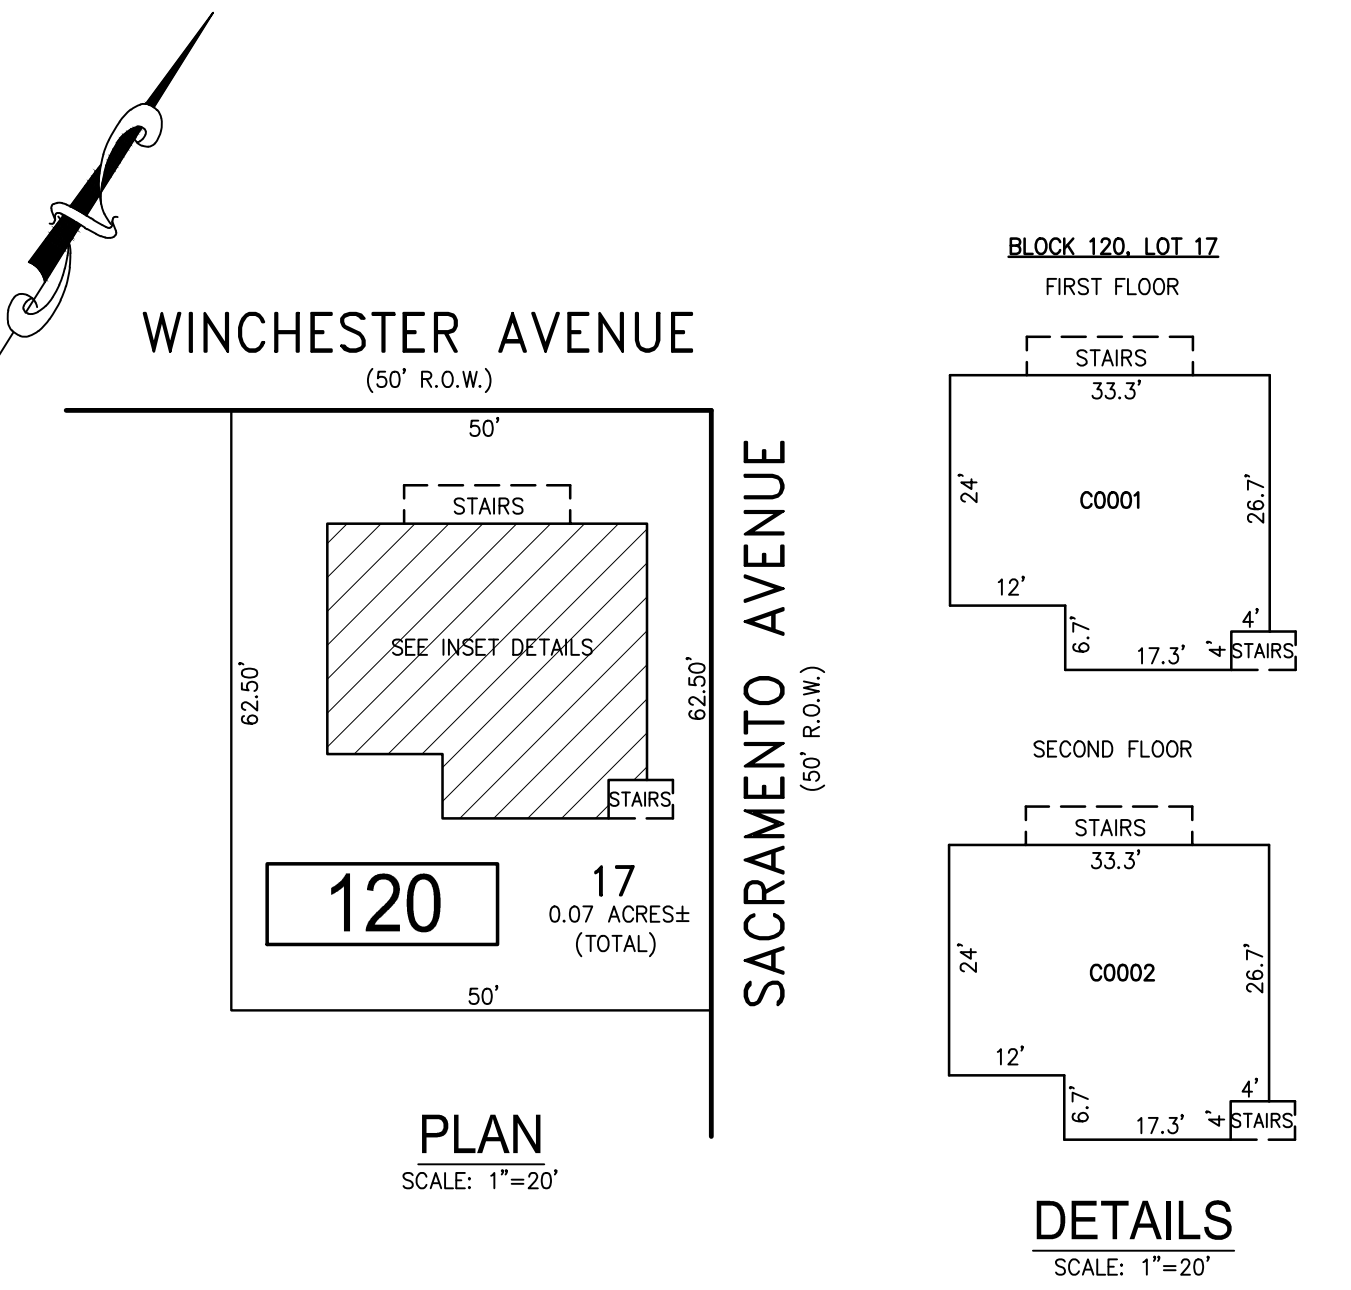 WINCHESTER AVENUE
(50' R.O.W.)
50'
STAIRS
SEE INSET DETAILS
62.50'
62.50'
STAIRS
120
17
0.07 ACRES±
(TOTAL)
50'
SACRAMENTO AVENUE
(50' R.O.W.)
PLAN
SCALE: 1"=20'
BLOCK 120, LOT 17
FIRST FLOOR
STAIRS
33.3'
24'
C0001
26.7'
12'
6.7'
17.3'
4'
4'
STAIRS
SECOND FLOOR
STAIRS
33.3'
24'
C0002
26.7'
12'
6.7'
17.3'
4'
4'
STAIRS
DETAILS
SCALE: 1"=20'